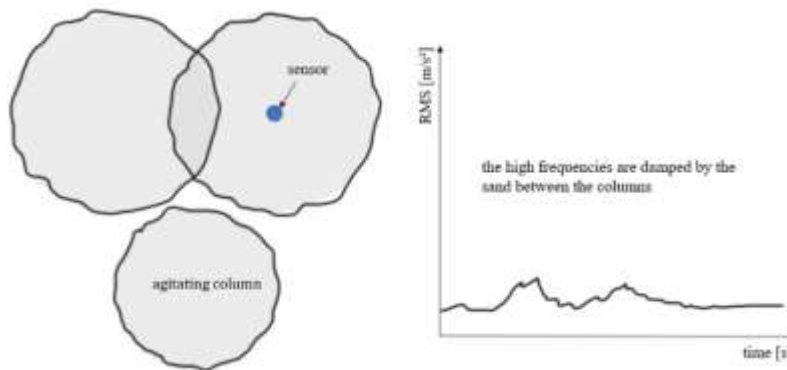 sensor
agitating column
RMS [m/s²]
the high frequencies are damped by the
sand between the columns
time [s